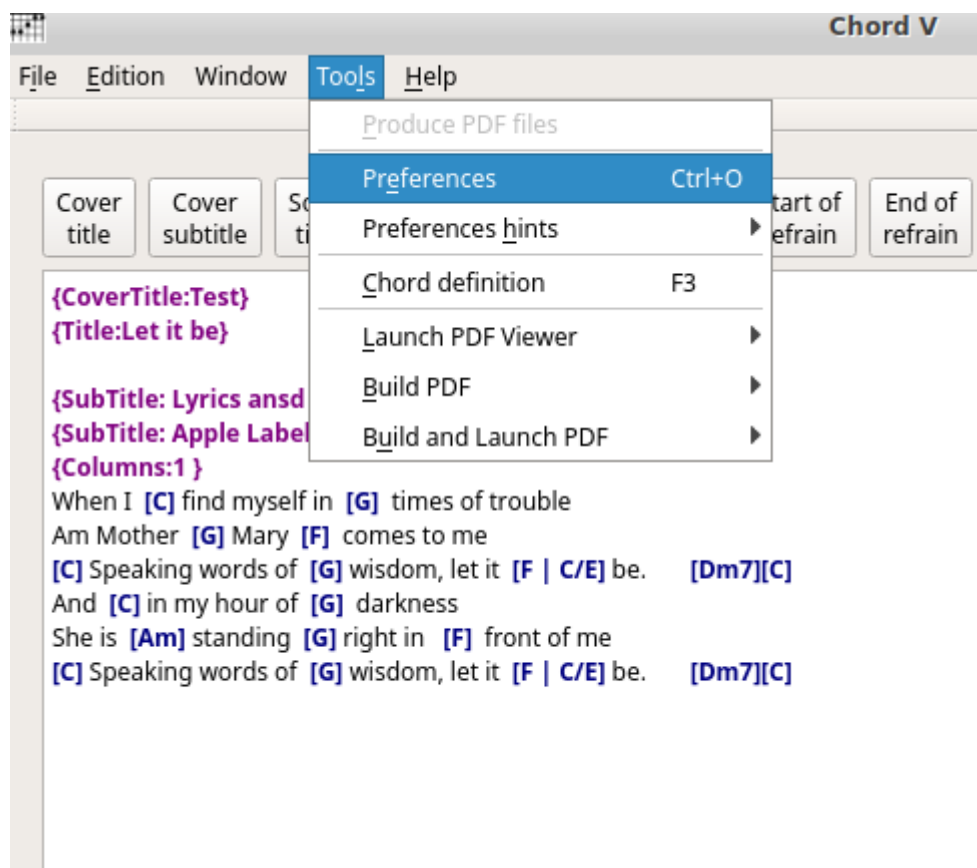 Chord V
File Edition Window Tools Help
Produce PDF files
Preferences Ctrl+O
Preferences hints
Chord definition F3
Launch PDF Viewer
Build PDF
Build and Launch PDF
Cover title
Cover subtitle
End of refrain
{CoverTitle:Test}
{Title:Let it be}
{SubTitle: Lyrics ansd
{SubTitle: Apple Label
{Columns:1 }
When I [C] find myself in [G] times of trouble
Am Mother [G] Mary [F] comes to me
[C] Speaking words of [G] wisdom, let it [F | C/E] be. [Dm7][C]
And [C] in my hour of [G] darkness
She is [Am] standing [G] right in [F] front of me
[C] Speaking words of [G] wisdom, let it [F | C/E] be. [Dm7][C]